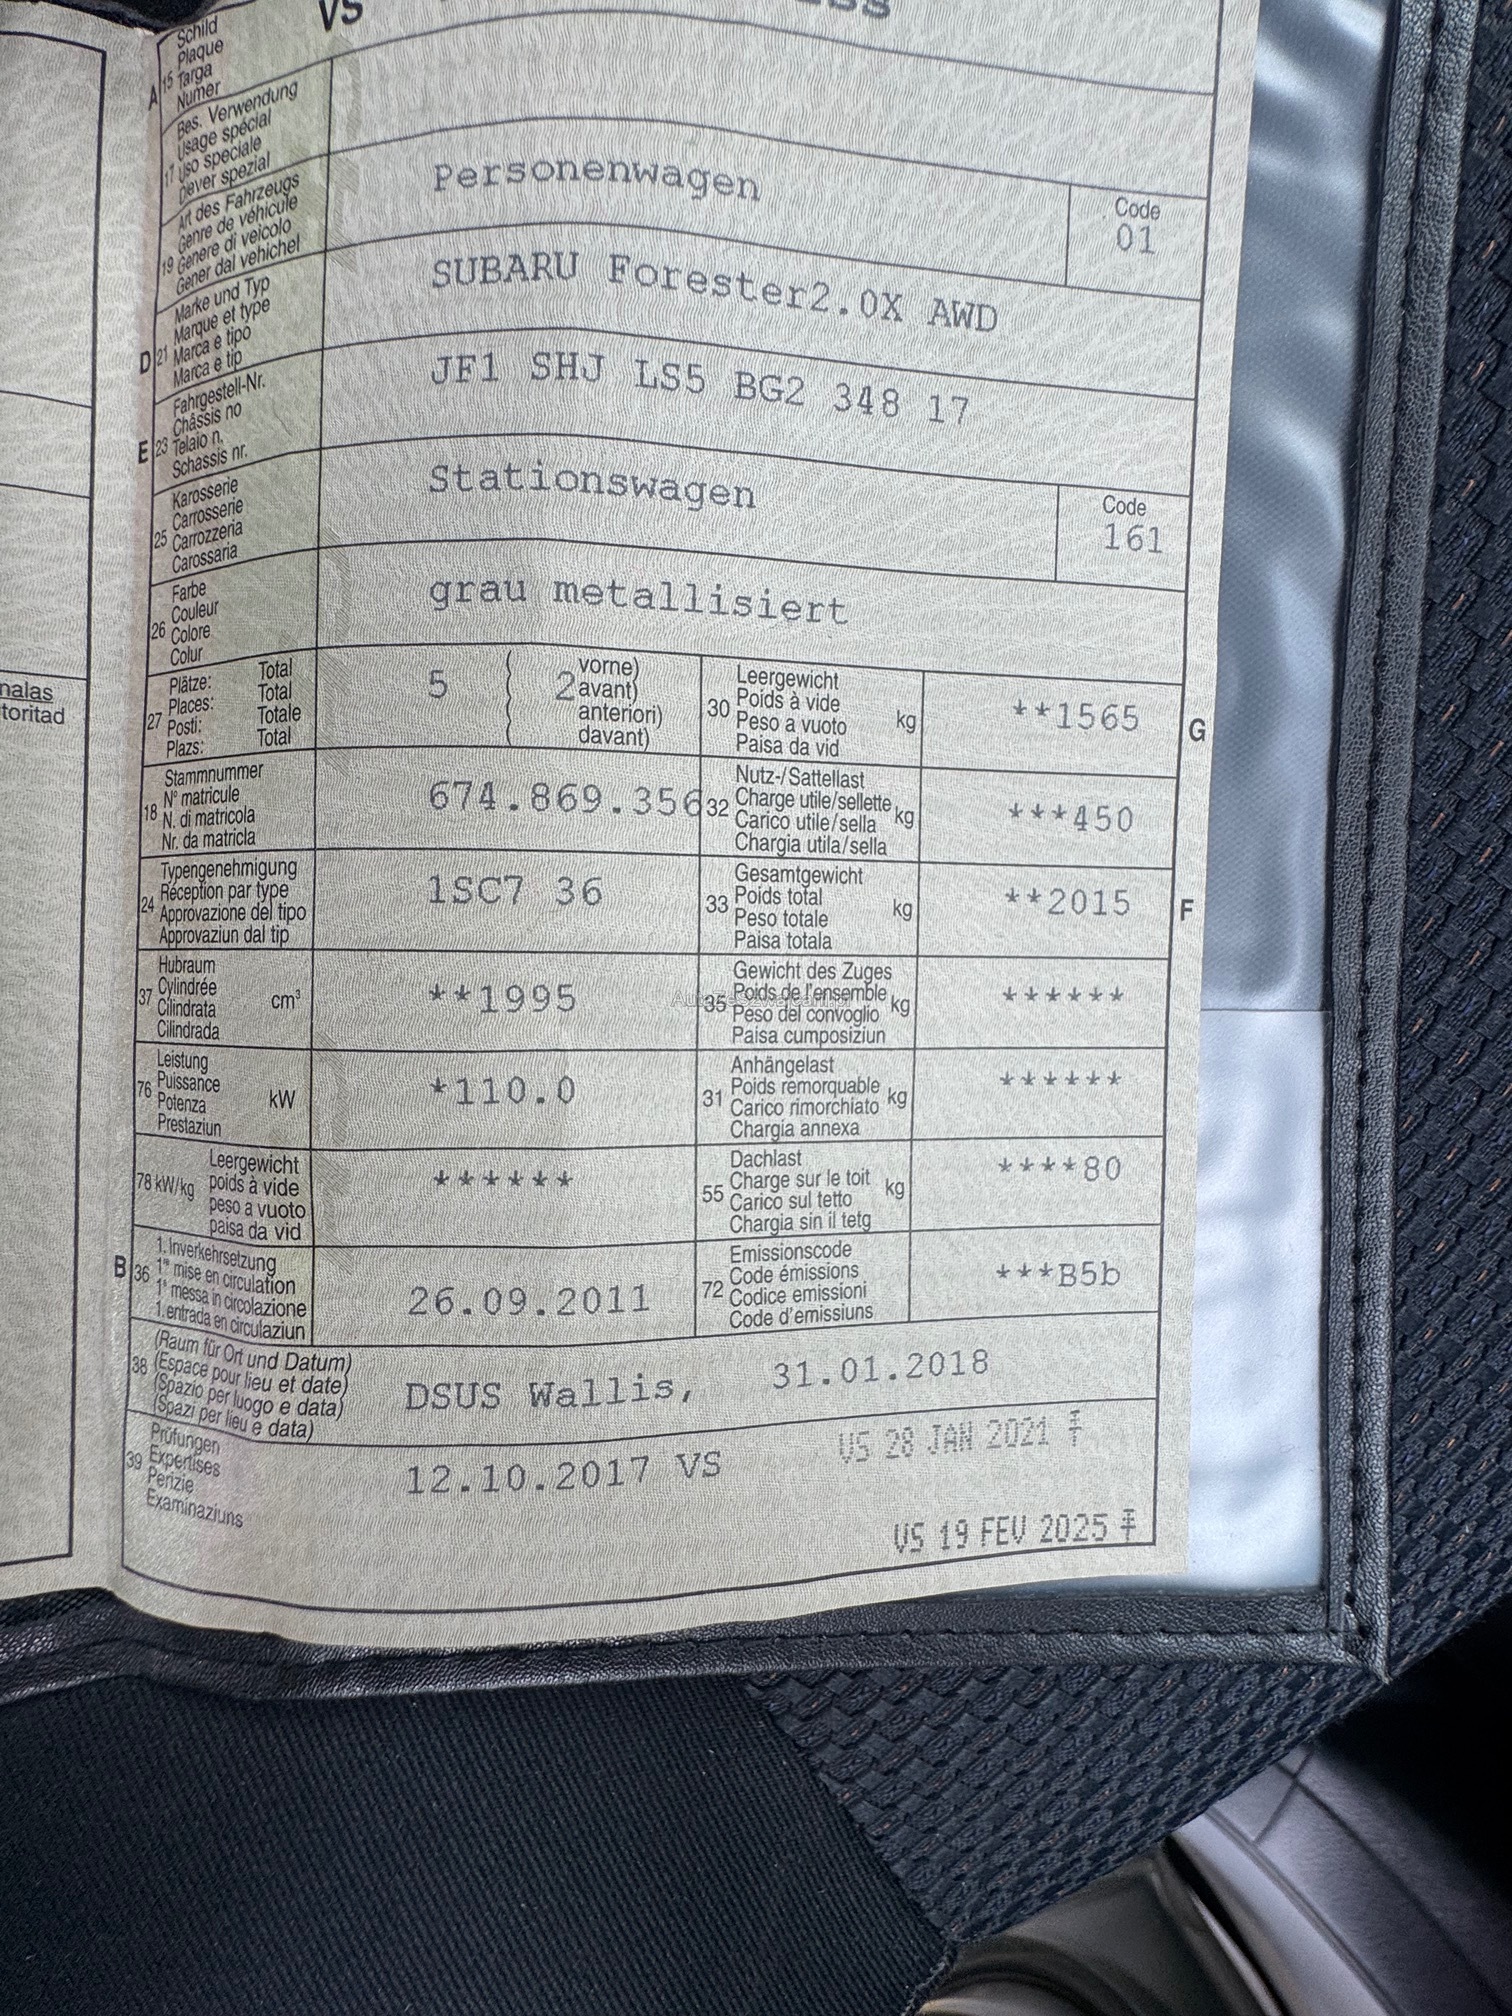 Schild
Plaque
A 15 Targa
Numer
VS
Bes. Verwendung
Usage spécial
17 Uso speciale
Diever spezial
Art des Fahrzeugs
Genre de véhicule
19 Genere di veicolo
Gener dal vehichel
Personenwagen
Code
01
Marke und Typ
Marque et type
D 21 Marca e tipo
Marca e tip
SUBARU Forester2.0X AWD
Fahrgestell-Nr.
Châssis no
E 23 Telaio n.
Schassis nr.
JF1 SHJ LS5 BG2 348 17
Karosserie
Carrosserie
25 Carrozzeria
Carossaria
Stationswagen
Code
161
Farbe
Couleur
26 Colore
Colur
grau metallisiert
Plätze: Total
Places: Total
27 Posti: Totale
Plazs: Total
5
2
vorne)
avant)
anteriori)
davant)
Leergewicht
30 Poids à vide
Peso a vuoto kg
Paisa da vid
**1565
G
Stammnummer
18 N° matricule
N. di matricola
Nr. da matricla
674.869.356
Nutz-/Sattellast
32 Charge utile/sellette kg
Carico utile/sella
Chargia utila/sella
***450
Typengenehmigung
24 Réception par type
Approvazione del tipo
Approvaziun dal tip
1SC7 36
Gesamtgewicht
33 Poids total kg
Peso totale
Paisa totala
**2015
F
Hubraum
37 Cylindrée cm³
Cilindrata
Cilindrada
**1995
Gewicht des Zuges
35 Poids de l'ensemble kg
Peso del convoglio
Paisa cumposiziun
******
Leistung
76 Puissance kW
Potenza
Prestaziun
*110.0
Anhängelast
31 Poids remorquable kg
Carico rimorchiato
Chargia annexa
******
Leergewicht
78 kW/kg poids à vide
peso a vuoto
paisa da vid
******
Dachlast
55 Charge sur le toit kg
Carico sul tetto
Chargia sin il tetg
****80
1. Inverkehrsetzung
B 36 1re mise en circulation
1a messa in circolazione
1. entrada en circulaziun
26.09.2011
Emissionscode
72 Code émissions
Codice emissioni
Code d'emissiuns
***B5b
(Raum für Ort und Datum)
38 (Espace pour lieu et date)
(Spazio per luogo e data)
(Spazi per lieu e data)
DSUS Wallis, 31.01.2018
Prüfungen
39 Expertises
Perizie
Examinaziuns
12.10.2017 VS
VS 28 JAN 2021
VS 19 FEV 2025
nalas
toritad